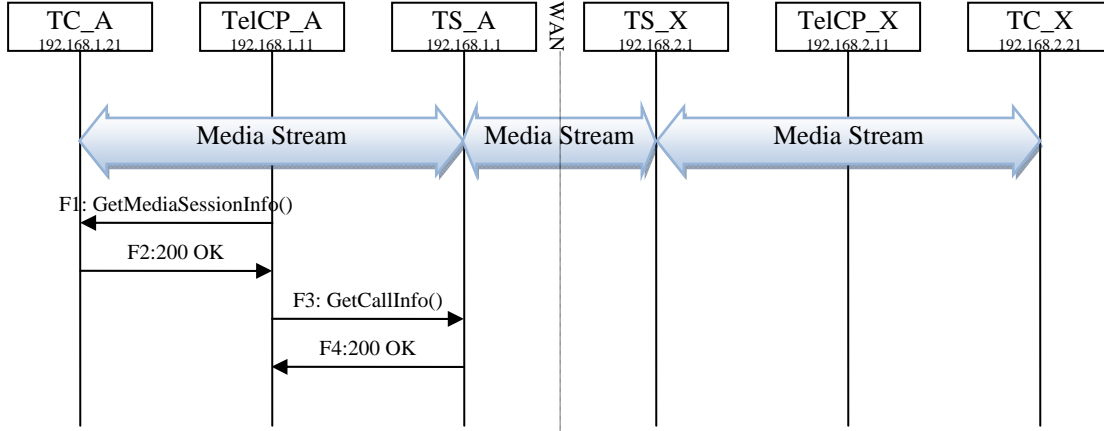 TC_A
192.168.1.21
TelCP_A
192.168.1.11
TS_A
192.168.1.1
WAN
TS_X
192.168.2.1
TelCP_X
192.168.2.11
TC_X
192.168.2.21
Media Stream
Media Stream
Media Stream
F1: GetMediaSessionInfo()
F2:200 OK
F3: GetCallInfo()
F4:200 OK